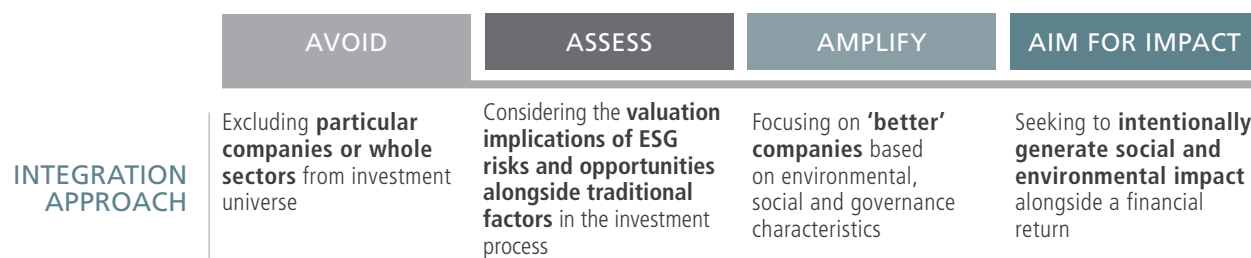 AVOID
ASSESS
AMPLIFY
AIM FOR IMPACT
INTEGRATION
APPROACH
Excluding particular
companies or whole
sectors from investment
universe
Considering the valuation
implications of ESG
risks and opportunities
alongside traditional
factors in the investment
process
Focusing on ‘better’
companies based
on environmental,
social and governance
characteristics
Seeking to intentionally
generate social and
environmental impact
alongside a financial
return